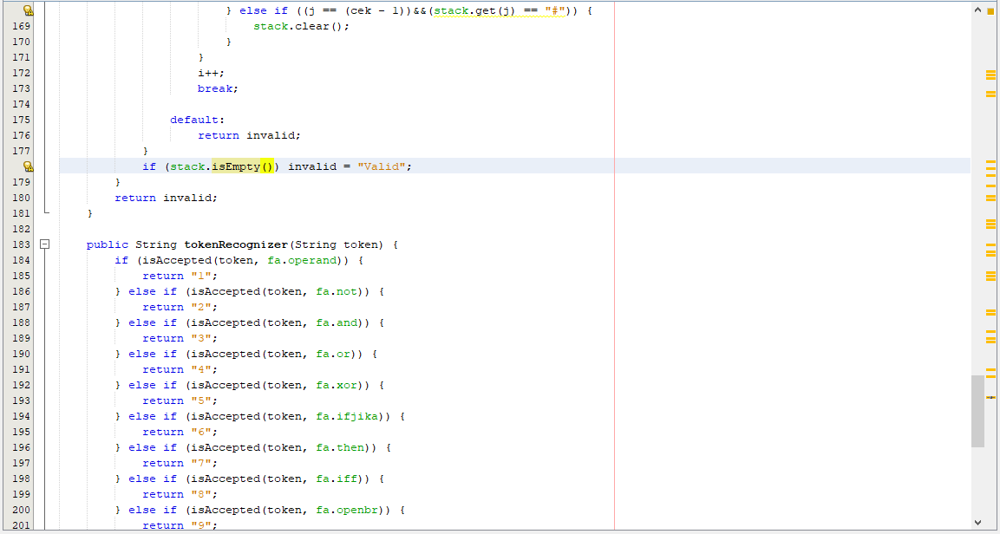 } else if ((j == (cek - 1))&&(stack.get(j) == "#")) {
169 stack.clear();
170 }
171 }
172 i++;
173 break;
174
175 default:
176 return invalid;
177 }
if (stack.isEmpty()) invalid = "Valid";
179 }
180 return invalid;
181 }
182
183 public String tokenRecognizer(String token) {
184 if (isAccepted(token, fa.operand)) {
185 return "1";
186 } else if (isAccepted(token, fa.not)) {
187 return "2";
188 } else if (isAccepted(token, fa.and)) {
189 return "3";
190 } else if (isAccepted(token, fa.or)) {
191 return "4";
192 } else if (isAccepted(token, fa.xor)) {
193 return "5";
194 } else if (isAccepted(token, fa.ifjika)) {
195 return "6";
196 } else if (isAccepted(token, fa.then)) {
197 return "7";
198 } else if (isAccepted(token, fa.iff)) {
199 return "8";
200 } else if (isAccepted(token, fa.openbr)) {
201 return "9";